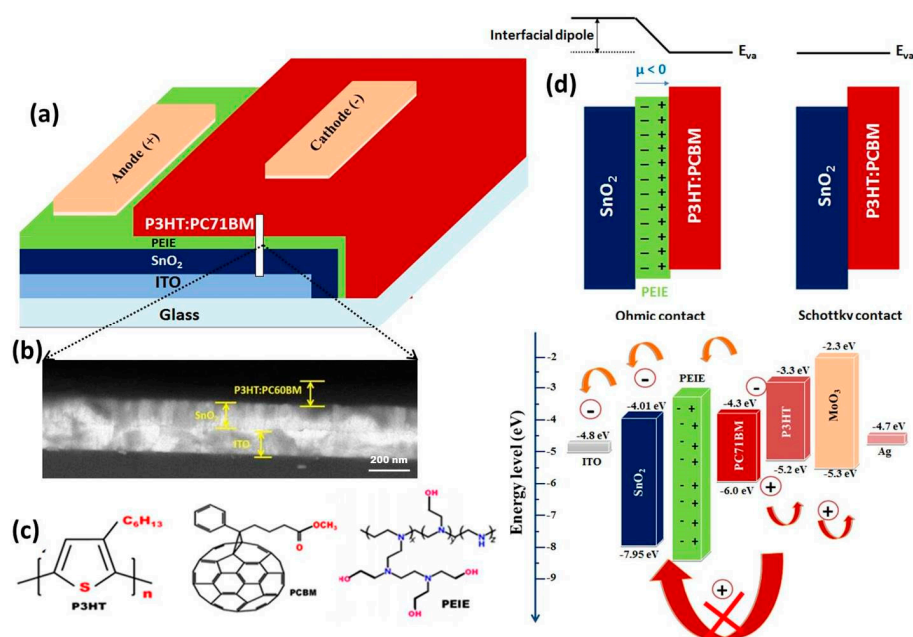 (a)
Anode (+)
Cathode (-)
P3HT:PC71BM
PEIE
SnO₂
ITO
Glass
(b)
P3HT:PC60BM
SnO₂
ITO
200 nm
(c)
C₆H₁₃
S
n
P3HT
OCH₃
O
PCBM
OH
OH
N
x
N
y
N
H
z
N
N
N
HO
OH
OH
PEIE
Interfacial dipole
Eva
Eva
(d)
μ < 0
SnO₂
P3HT:PCBM
PEIE
SnO₂
P3HT:PCBM
Ohmic contact
Schottky contact
Energy level (eV)
-2
-3
-4
-5
-6
-7
-8
-9
-4.8 eV
ITO
-4.01 eV
SnO₂
-7.95 eV
PEIE
-4.3 eV
PC71BM
-6.0 eV
-3.3 eV
P3HT
-5.2 eV
-2.3 eV
MoO₃
-5.3 eV
-4.7 eV
Ag